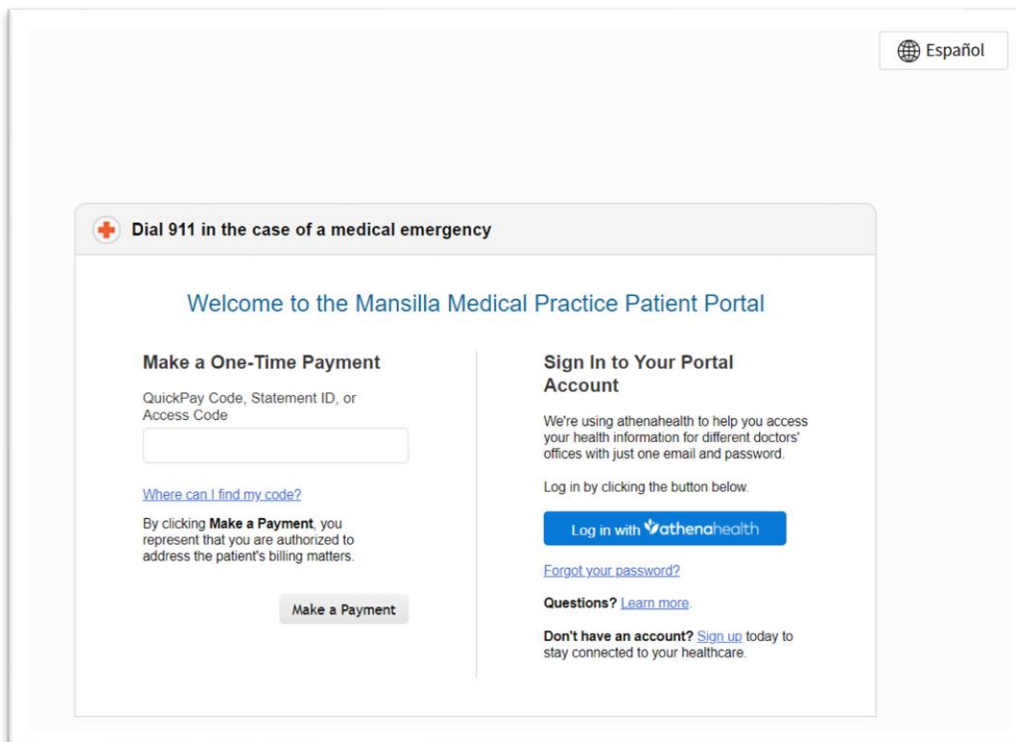 Español
Dial 911 in the case of a medical emergency
Welcome to the Mansilla Medical Practice Patient Portal
Make a One-Time Payment
QuickPay Code, Statement ID, or
Access Code
Where can I find my code?
By clicking Make a Payment, you
represent that you are authorized to
address the patient's billing matters.
Make a Payment
Sign In to Your Portal
Account
We're using athenahealth to help you access
your health information for different doctors'
offices with just one email and password.
Log in by clicking the button below.
Log in with athenahealth
Forgot your password?
Questions? Learn more.
Don't have an account? Sign up today to
stay connected to your healthcare.